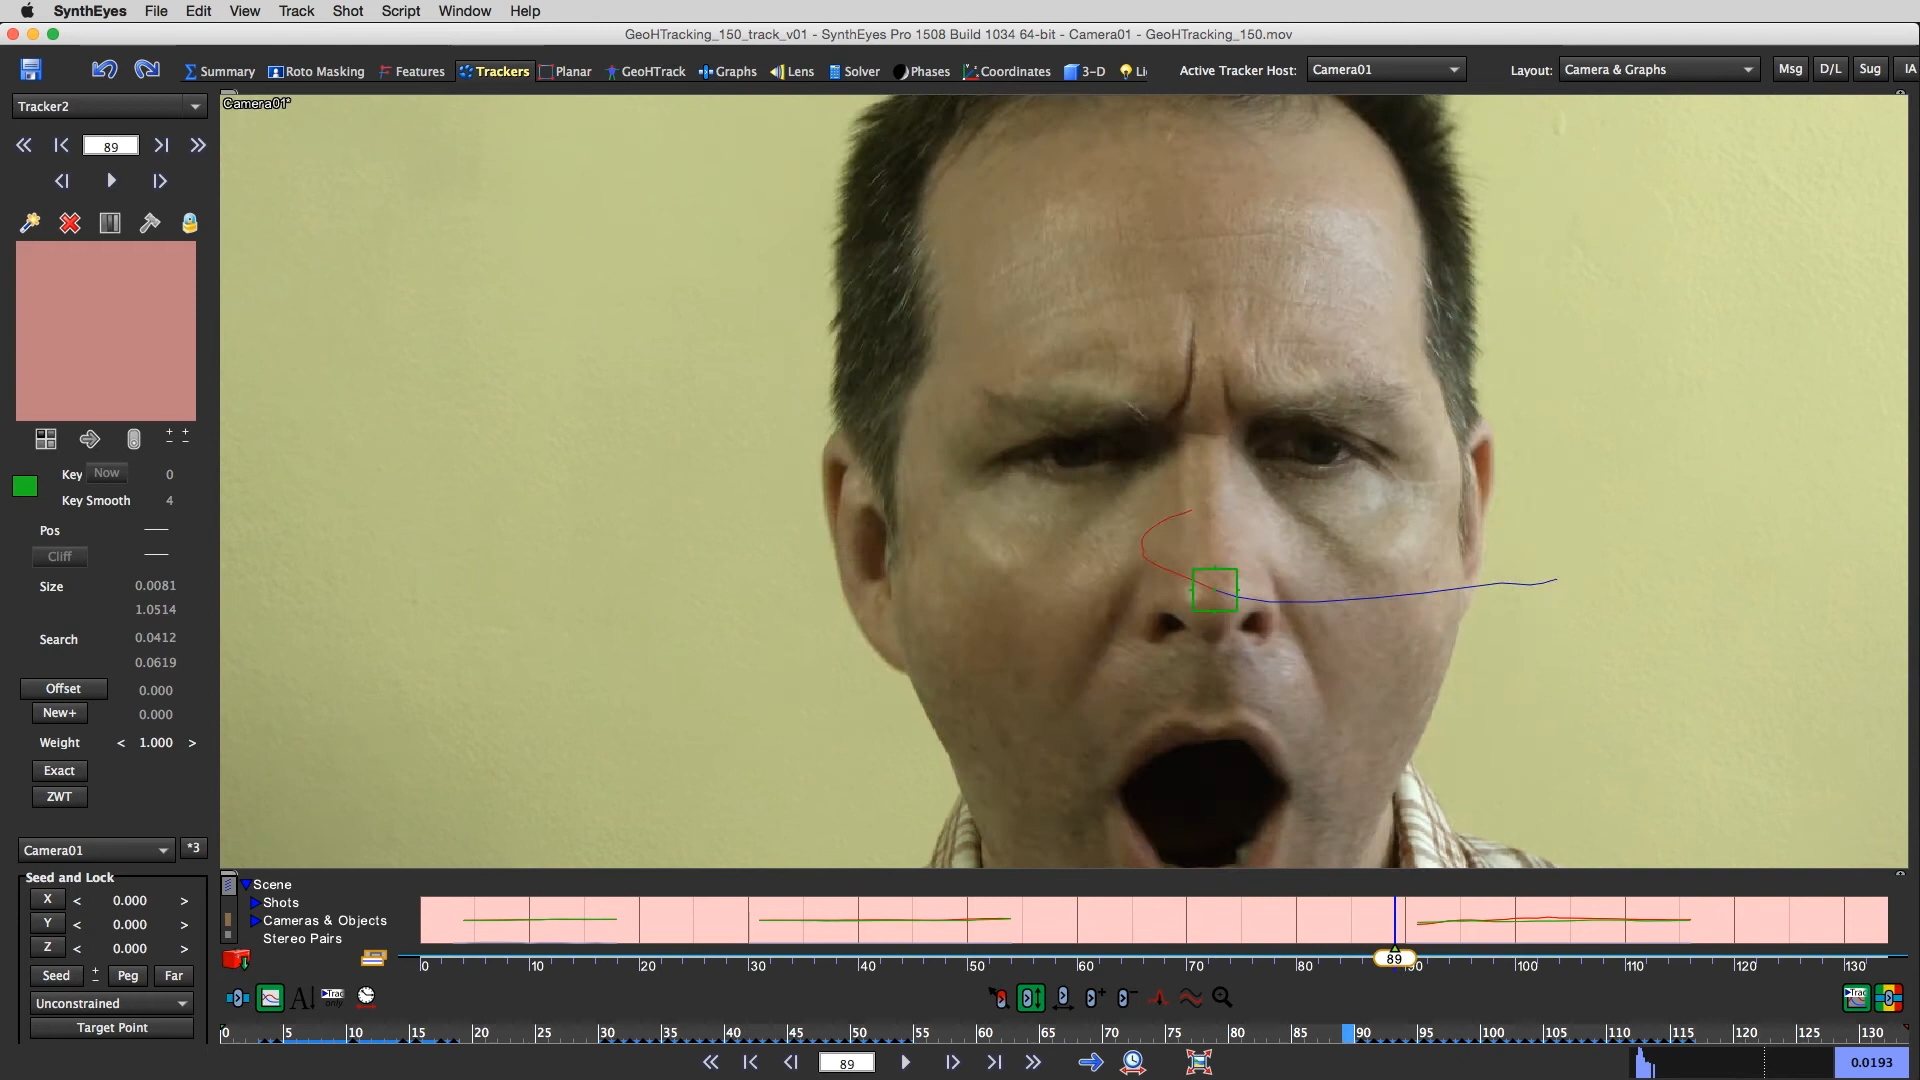 SynthEyes File Edit View Track Shot Script Window Help
GeoHTracking_150_track_v01 - SynthEyes Pro 1508 Build 1034 64-bit - Camera01 - GeoHTracking_150.mov
Summary Roto Masking Features Trackers Planar GeoHTrack Graphs Lens Solver Phases Coordinates 3-D Li Active Tracker Host: Camera01 Layout: Camera & Graphs Msg D/L Sug IA
Tracker2
Camera01*
89
Key Now 0
Key Smooth 4
Pos
Cliff
Size 0.0081
1.0514
Search 0.0412
0.0619
Offset 0.000
New+ 0.000
Weight < 1.000 >
Exact
ZWT
Camera01 *3
Seed and Lock
X < 0.000 >
Y < 0.000 >
Z < 0.000 >
Seed Peg Far
Unconstrained
Target Point
Scene
Shots
Cameras & Objects
Stereo Pairs
0 10 20 30 40 50 60 70 80 89 90 100 110 120 130
A Trac only
Trac
0 5 10 15 20 25 30 35 40 45 50 55 60 65 70 75 80 85 90 95 100 105 110 115 120 125 130
89
0.0193